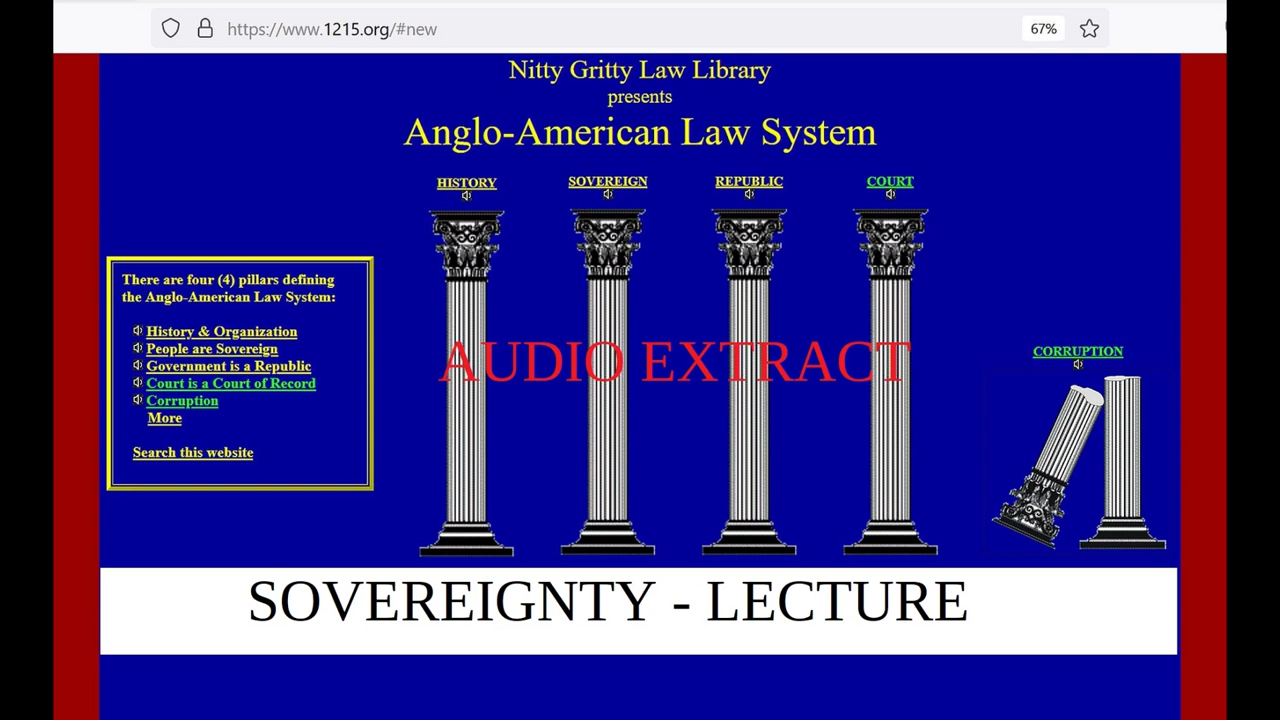 https://www.1215.org/#new
67%
Nitty Gritty Law Library
presents
Anglo-American Law System
HISTORY
SOVEREIGN
REPUBLIC
COURT
There are four (4) pillars defining
the Anglo-American Law System:
History & Organization
People are Sovereign
Government is a Republic
Court is a Court of Record
Corruption
More
Search this website
AUDIO EXTRACT
CORRUPTION
SOVEREIGNTY - LECTURE